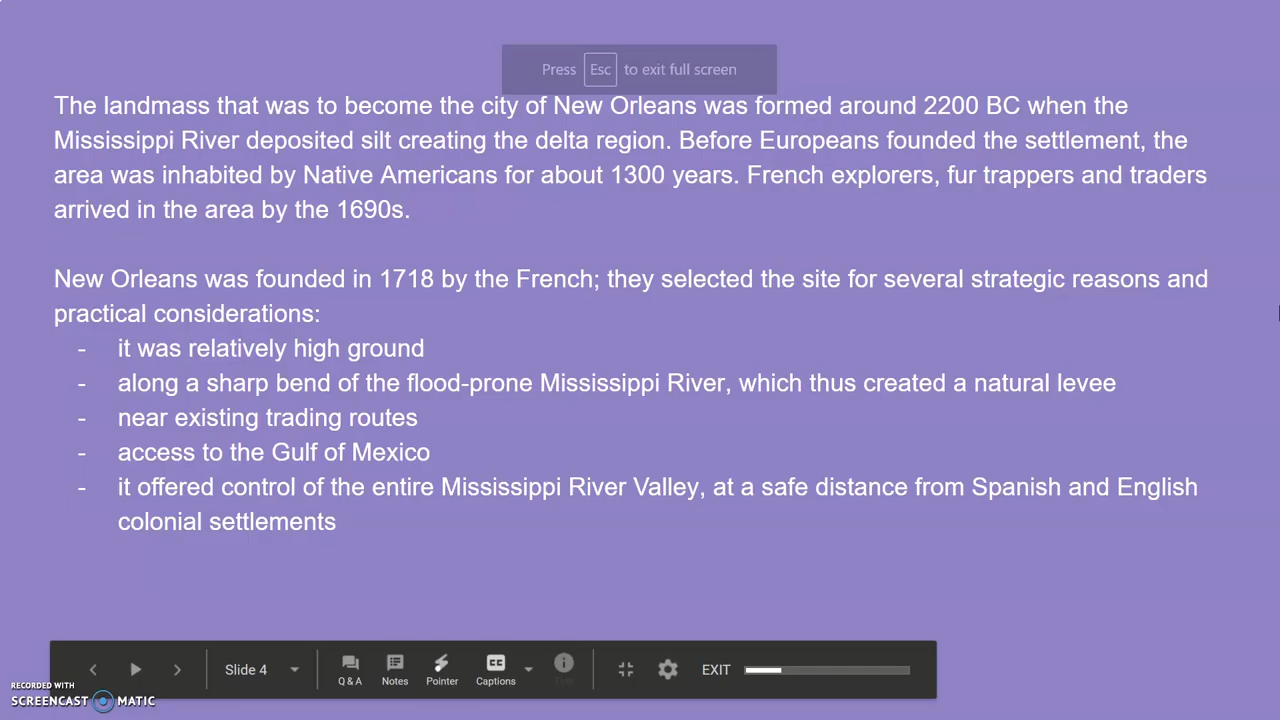 Press Esc to exit full screen
The landmass that was to become the city of New Orleans was formed around 2200 BC when the
Mississippi River deposited silt creating the delta region. Before Europeans founded the settlement, the
area was inhabited by Native Americans for about 1300 years. French explorers, fur trappers and traders
arrived in the area by the 1690s.
New Orleans was founded in 1718 by the French; they selected the site for several strategic reasons and
practical considerations:
- it was relatively high ground
- along a sharp bend of the flood-prone Mississippi River, which thus created a natural levee
- near existing trading routes
- access to the Gulf of Mexico
- it offered control of the entire Mississippi River Valley, at a safe distance from Spanish and English
colonial settlements
Slide 4 Q & A Notes Pointer CC Captions EXIT
RECORDED WITH
SCREENCAST MATIC